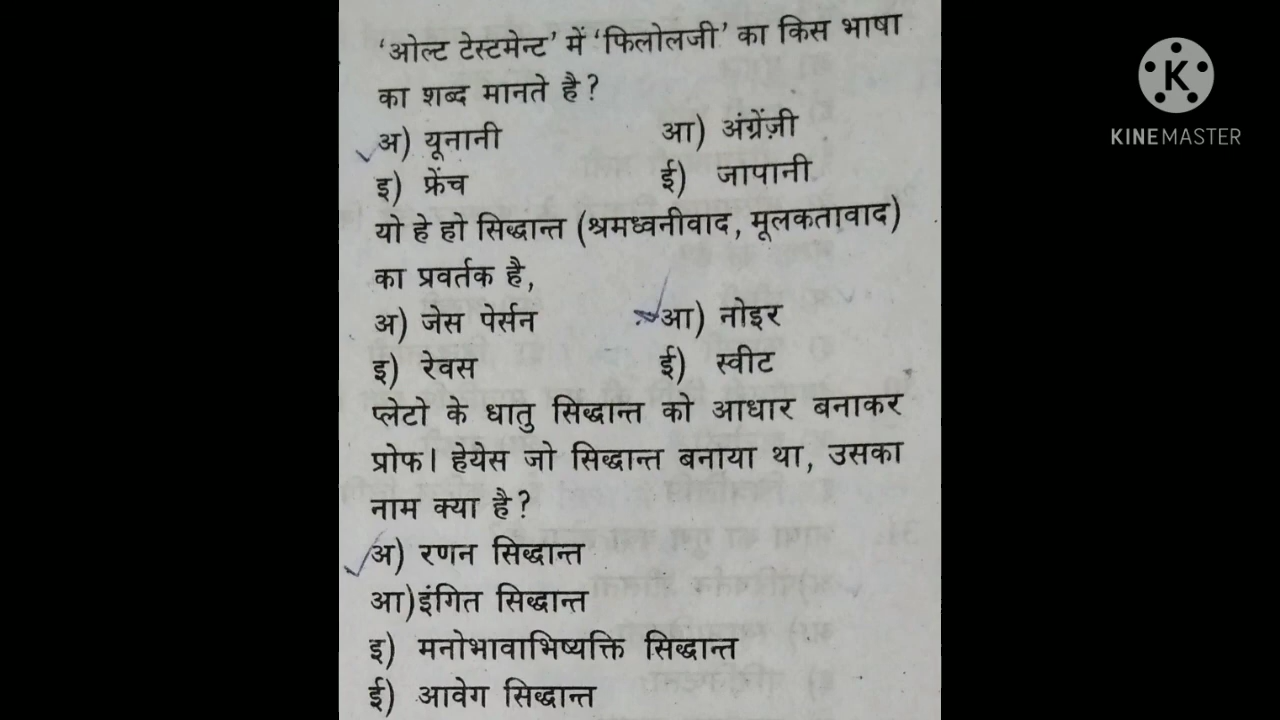 'ओल्ट टेस्टमेन्ट' में 'फिलोलजी' का किस भाषा
का शब्द मानते है?
अ) यूनानी आ) अंग्रेंज़ी
इ) फ्रेंच ई) जापानी
यो हे हो सिद्धान्त (श्रमध्वनीवाद, मूलकतावाद)
का प्रवर्तक है,
अ) जेस पेर्सन आ) नोइर
इ) रेवस ई) स्वीट
प्लेटो के धातु सिद्धान्त को आधार बनाकर
प्रोफ। हेयेस जो सिद्धान्त बनाया था, उसका
नाम क्या है?
अ) रणन सिद्धान्त
आ)इंगित सिद्धान्त
इ) मनोभावाभिष्यक्ति सिद्धान्त
ई) आवेग सिद्धान्त
K
KINEMASTER